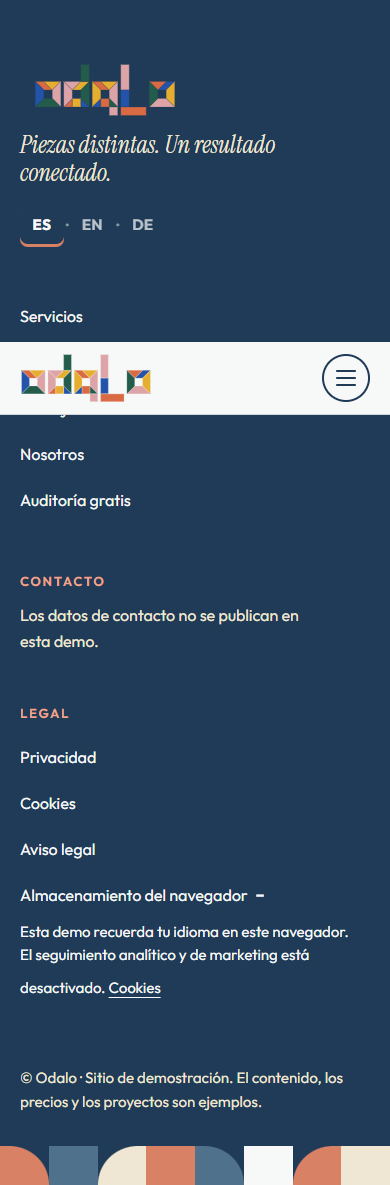 odalo
Piezas distintas. Un resultado
conectado.
ES · EN · DE
Servicios
odalo
Nosotros
Auditoría gratis
CONTACTO
Los datos de contacto no se publican en
esta demo.
LEGAL
Privacidad
Cookies
Aviso legal
Almacenamiento del navegador –
Esta demo recuerda tu idioma en este navegador.
El seguimiento analítico y de marketing está
desactivado. Cookies
© Odalo · Sitio de demostración. El contenido, los
precios y los proyectos son ejemplos.